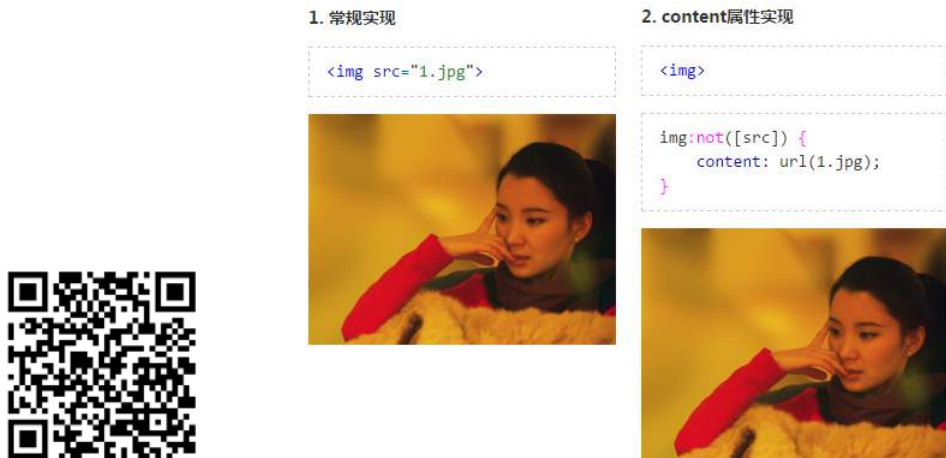 1. 常规实现
<img src="1.jpg">
2. content属性实现
<img>
img:not([src]) {
    content: url(1.jpg);
}